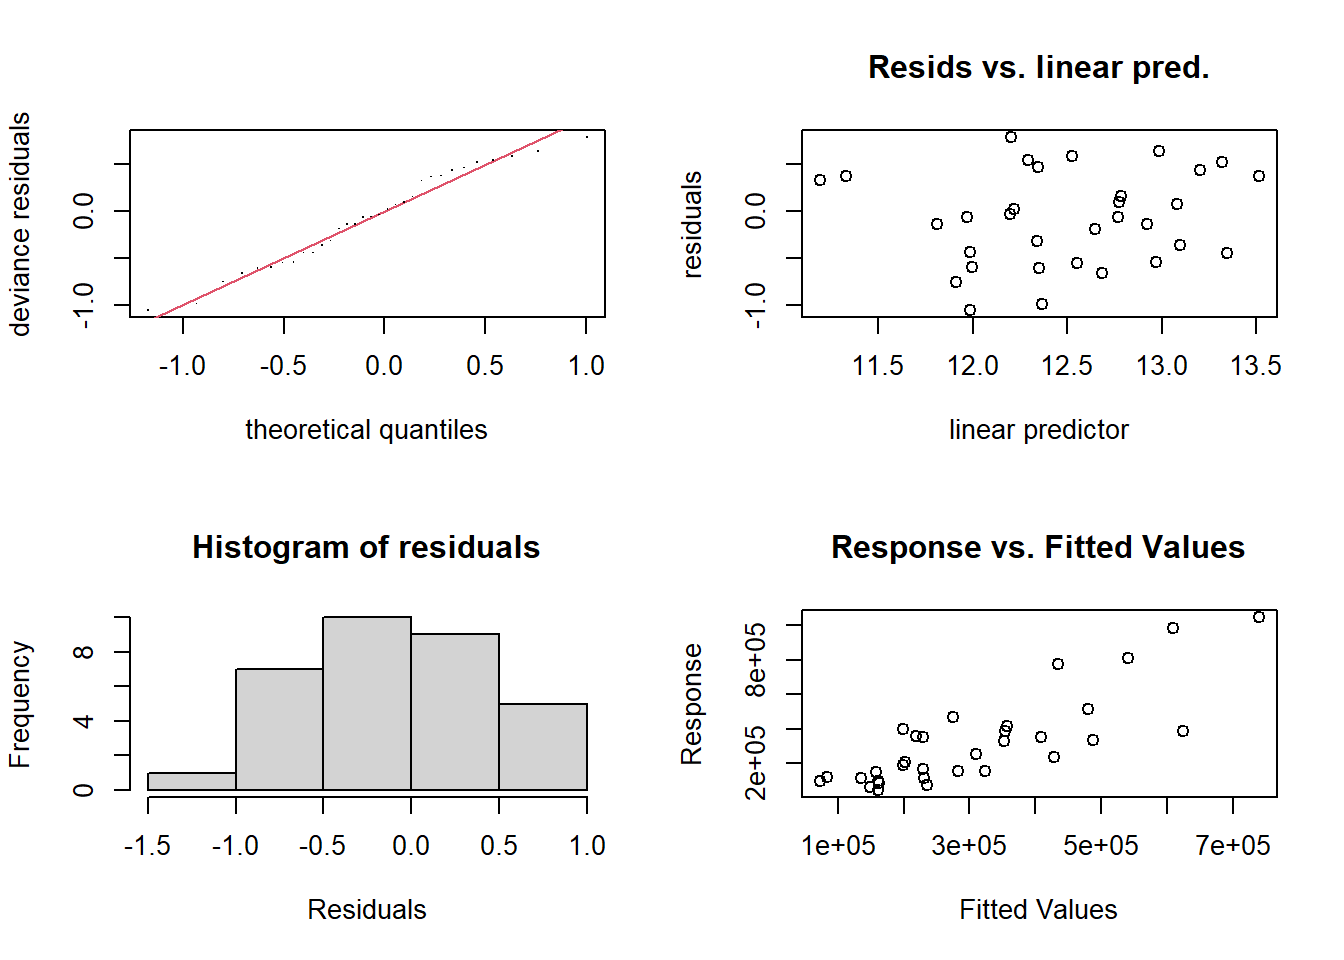 deviance residuals
0.0
-1.0
-1.0 -0.5 0.0 0.5 1.0
theoretical quantiles
Resids vs. linear pred.
residuals
0.0
-1.0
11.5 12.0 12.5 13.0 13.5
linear predictor
Histogram of residuals
Frequency
8
4
0
-1.5 -1.0 -0.5 0.0 0.5 1.0
Residuals
Response vs. Fitted Values
Response
8e+05
2e+05
1e+05 3e+05 5e+05 7e+05
Fitted Values